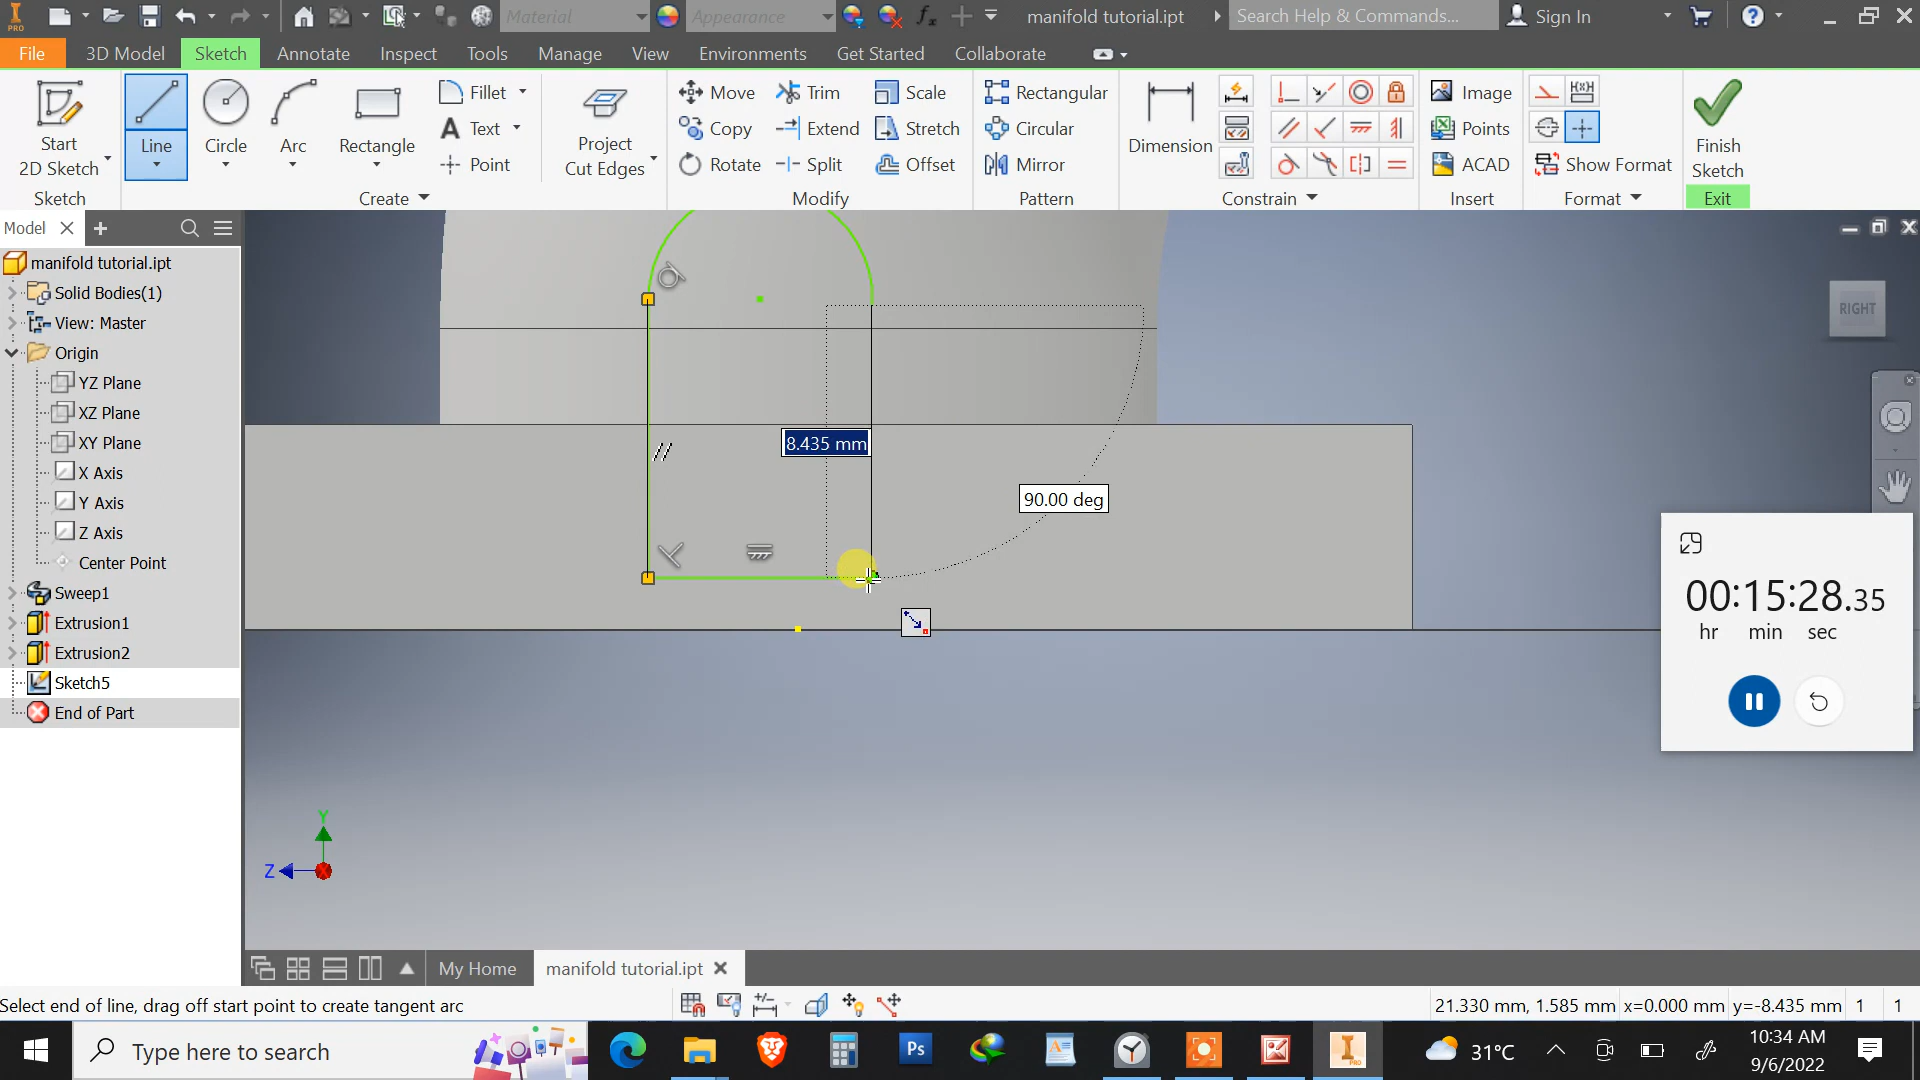 PRO
Material
Appearance
manifold tutorial.ipt
Search Help & Commands...
Sign In
File
3D Model
Sketch
Annotate
Inspect
Tools
Manage
View
Environments
Get Started
Collaborate
Start
2D Sketch
Line
Circle
Arc
Rectangle
Fillet
Text
Point
Project
Cut Edges
Move
Copy
Rotate
Trim
Extend
Split
Scale
Stretch
Offset
Rectangular
Circular
Mirror
Dimension
Image
Points
ACAD
Show Format
Finish
Sketch
Sketch
Create
Modify
Pattern
Constrain
Insert
Format
Exit
Model
manifold tutorial.ipt
Solid Bodies(1)
View: Master
Origin
YZ Plane
XZ Plane
XY Plane
X Axis
Y Axis
Z Axis
Center Point
Sweep1
Extrusion1
Extrusion2
Sketch5
End of Part
RIGHT
8.435 mm
90.00 deg
00:15:28.35
hr min sec
Y
Z
My Home
manifold tutorial.ipt
Select end of line, drag off start point to create tangent arc
21.330 mm, 1.585 mm x=0.000 mm y=-8.435 mm 1 1
Type here to search
Ps
31°C
10:34 AM
9/6/2022